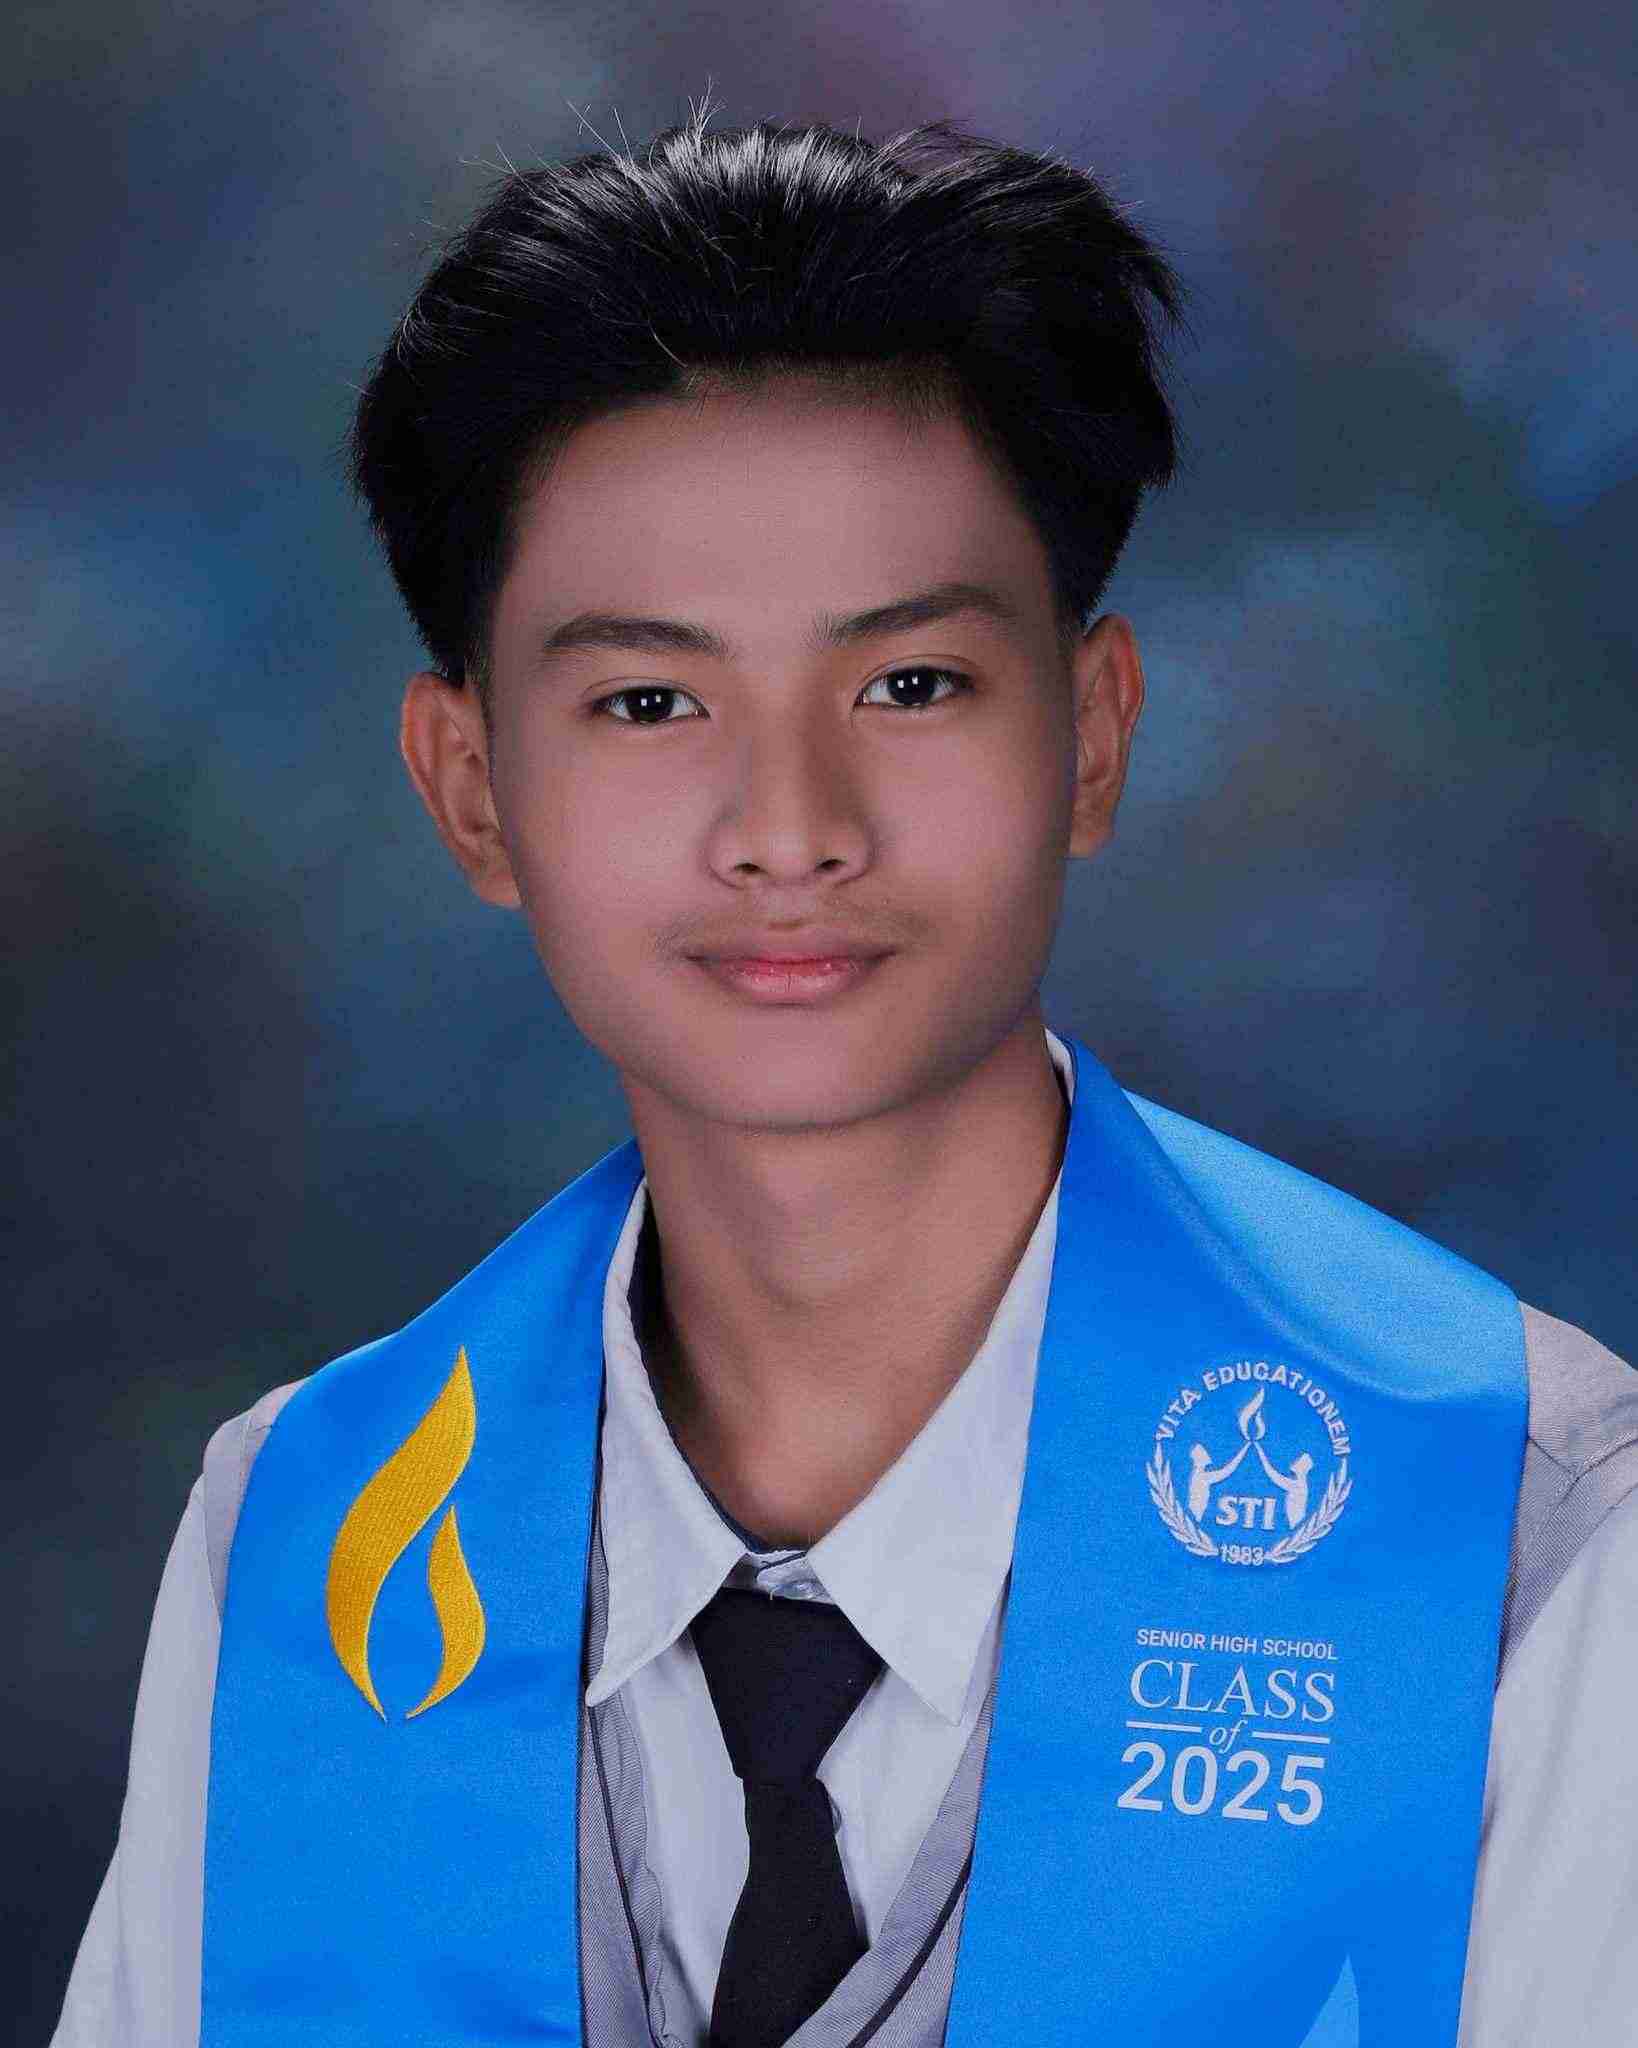 VITA EDUCATIONEM
STI
1983
SENIOR HIGH SCHOOL
CLASS
of
2025